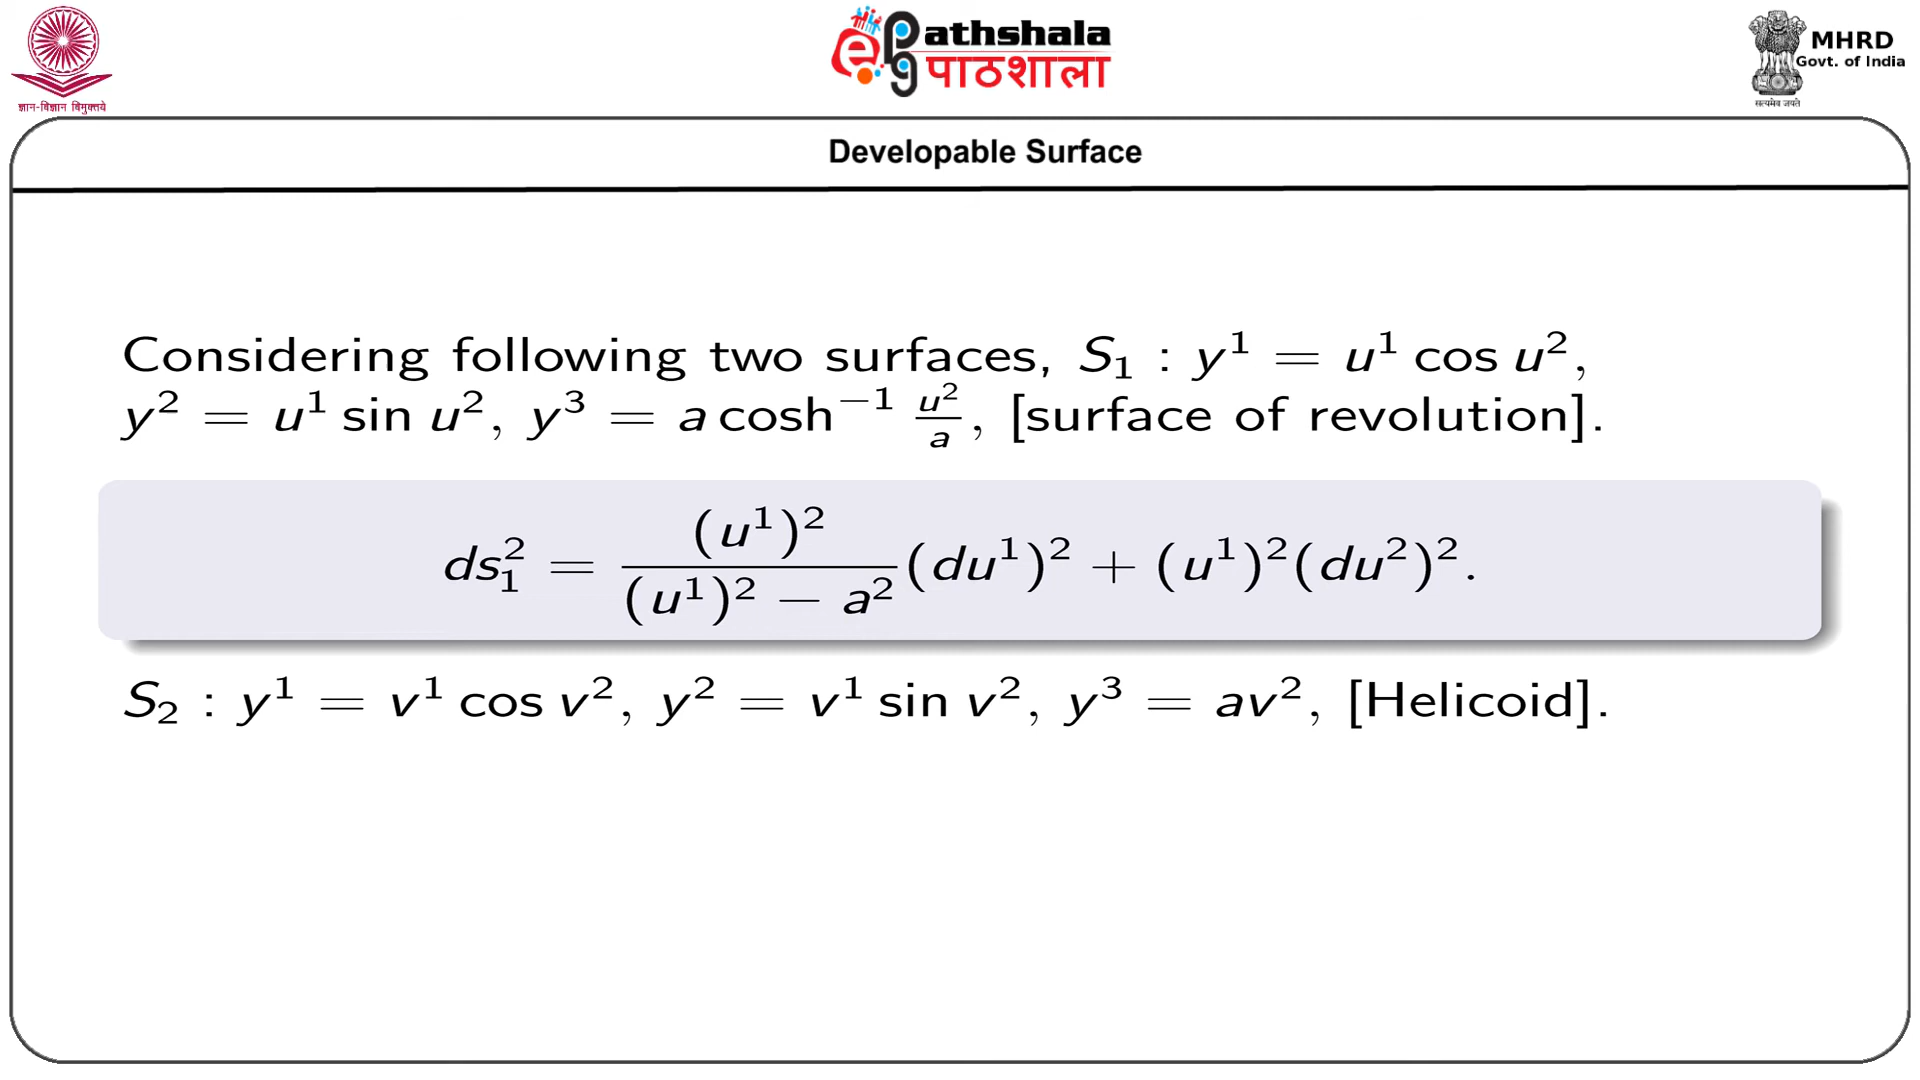 ज्ञान-विज्ञान विमुक्तये
e Pg athshala
पाठशाला
MHRD
Govt. of India
सत्यमेव जयते
Developable Surface
Considering following two surfaces, S₁ : y¹ = u¹ cos u²,
y² = u¹ sin u², y³ = a cosh⁻¹ u²/a, [surface of revolution].
ds₁² = (u¹)²/((u¹)² − a²) (du¹)² + (u¹)²(du²)².
S₂ : y¹ = v¹ cos v², y² = v¹ sin v², y³ = av², [Helicoid].